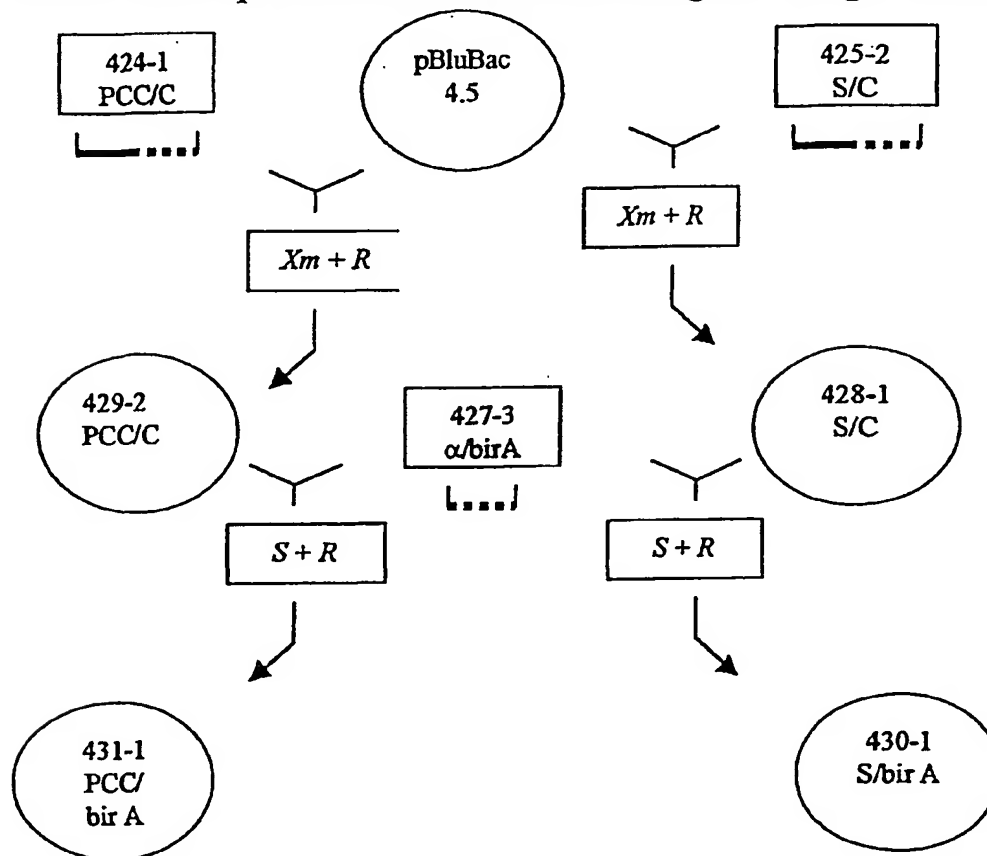 424-1
PCC/C
pBluBac
4.5
425-2
S/C
Xm + R
Xm + R
429-2
PCC/C
427-3
α/birA
428-1
S/C
S + R
S + R
431-1
PCC/
bir A
430-1
S/bir A